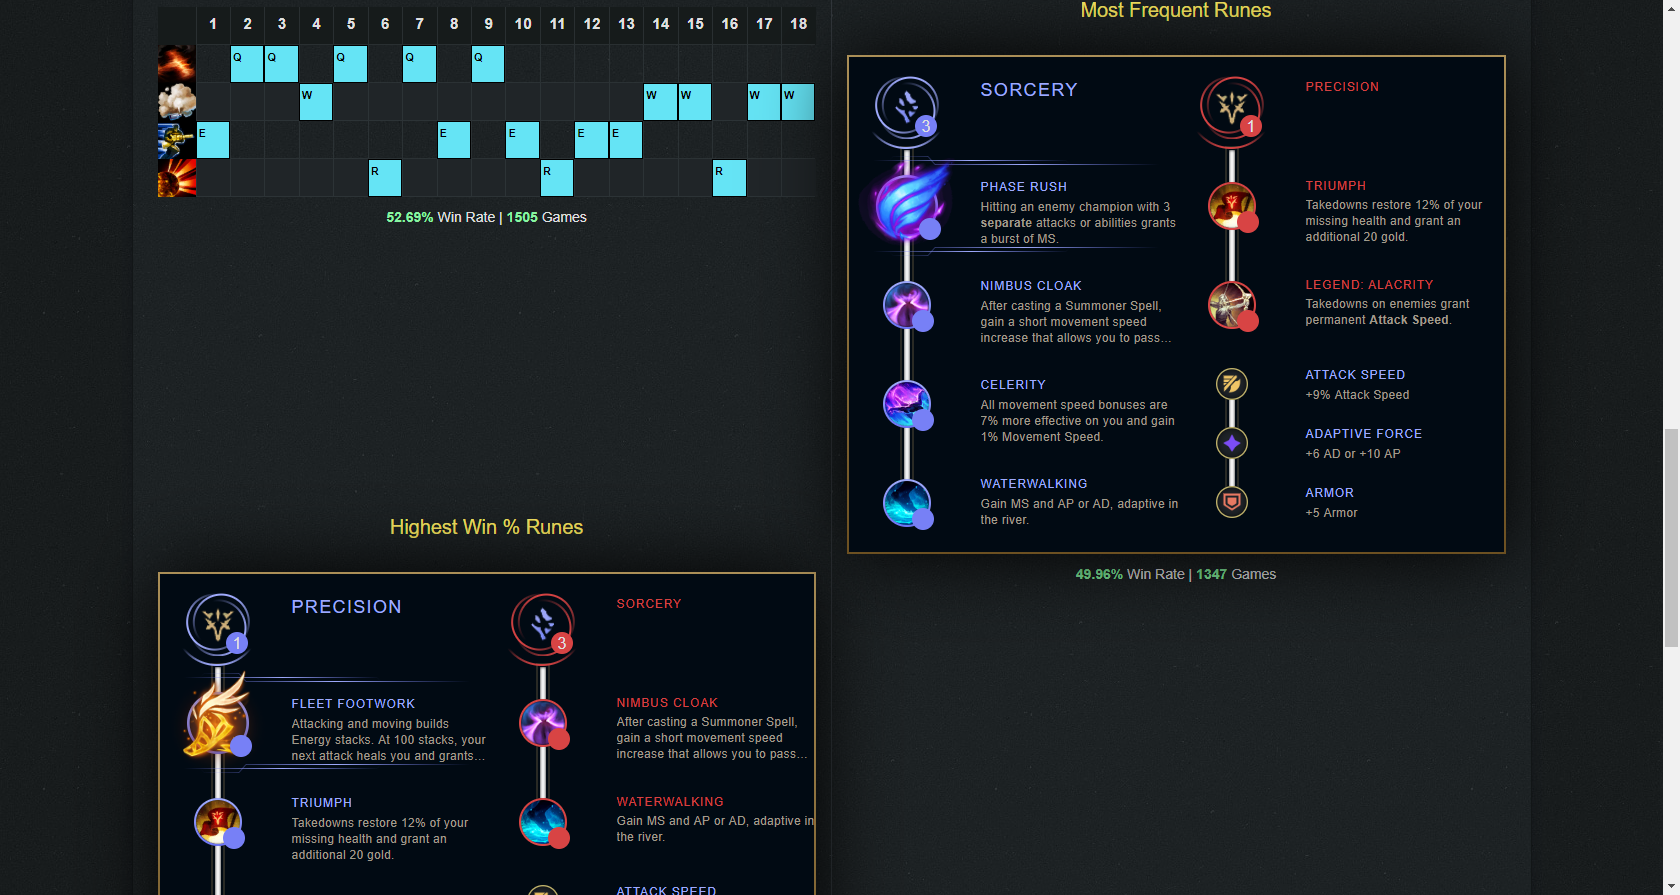 1 2 3 4 5 6 7 8 9 10 11 12 13 14 15 16 17 18
Q Q Q Q Q
W W W W W
E E E E E
R R R
52.69% Win Rate | 1505 Games
Highest Win % Runes
1
PRECISION
FLEET FOOTWORK
Attacking and moving builds
Energy stacks. At 100 stacks, your
next attack heals you and grants...
TRIUMPH
Takedowns restore 12% of your
missing health and grant an
additional 20 gold.
3
SORCERY
NIMBUS CLOAK
After casting a Summoner Spell,
gain a short movement speed
increase that allows you to pass...
WATERWALKING
Gain MS and AP or AD, adaptive in
the river.
ATTACK SPEED
Most Frequent Runes
3
SORCERY
PHASE RUSH
Hitting an enemy champion with 3
separate attacks or abilities grants
a burst of MS.
NIMBUS CLOAK
After casting a Summoner Spell,
gain a short movement speed
increase that allows you to pass...
CELERITY
All movement speed bonuses are
7% more effective on you and gain
1% Movement Speed.
WATERWALKING
Gain MS and AP or AD, adaptive in
the river.
1
PRECISION
TRIUMPH
Takedowns restore 12% of your
missing health and grant an
additional 20 gold.
LEGEND: ALACRITY
Takedowns on enemies grant
permanent Attack Speed.
ATTACK SPEED
+9% Attack Speed
ADAPTIVE FORCE
+6 AD or +10 AP
ARMOR
+5 Armor
49.96% Win Rate | 1347 Games